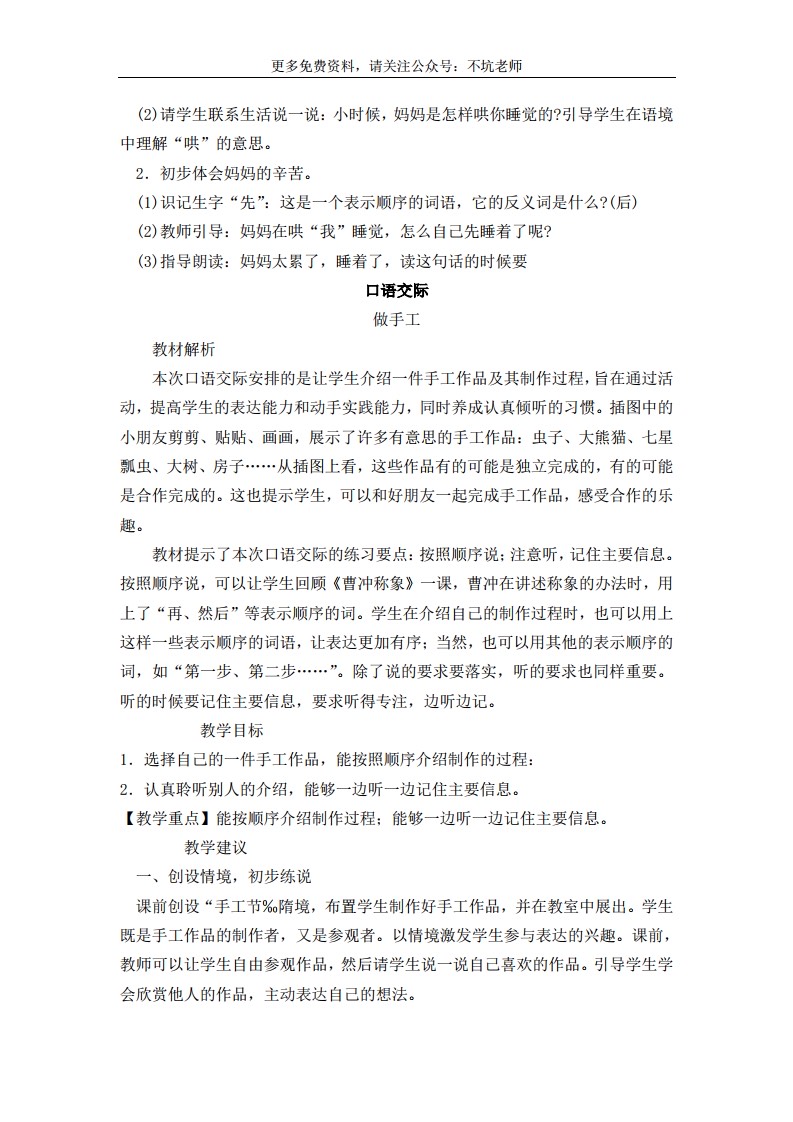 更多免费资料，请关注公众号：不坑老师
(2)请学生联系生活说一说：小时候，妈妈是怎样哄你睡觉的?引导学生在语境
中理解“哄”的意思。
2．初步体会妈妈的辛苦。
(1)识记生字“先”：这是一个表示顺序的词语，它的反义词是什么?(后)
(2)教师引导：妈妈在哄“我”睡觉，怎么自己先睡着了呢?
(3)指导朗读：妈妈太累了，睡着了，读这句话的时候要
口语交际
做手工
教材解析
本次口语交际安排的是让学生介绍一件手工作品及其制作过程，旨在通过活
动，提高学生的表达能力和动手实践能力，同时养成认真倾听的习惯。插图中的
小朋友剪剪、贴贴、画画，展示了许多有意思的手工作品：虫子、大熊猫、七星
瓢虫、大树、房子……从插图上看，这些作品有的可能是独立完成的，有的可能
是合作完成的。这也提示学生，可以和好朋友一起完成手工作品，感受合作的乐
趣。
教材提示了本次口语交际的练习要点：按照顺序说；注意听，记住主要信息。
按照顺序说，可以让学生回顾《曹冲称象》一课，曹冲在讲述称象的办法时，用
上了“再、然后”等表示顺序的词。学生在介绍自己的制作过程时，也可以用上
这样一些表示顺序的词语，让表达更加有序；当然，也可以用其他的表示顺序的
词，如“第一步、第二步……”。除了说的要求要落实，听的要求也同样重要。
听的时候要记住主要信息，要求听得专注，边听边记。
教学目标
1．选择自己的一件手工作品，能按照顺序介绍制作的过程：
2．认真聆听别人的介绍，能够一边听一边记住主要信息。
【教学重点】能按顺序介绍制作过程；能够一边听一边记住主要信息。
教学建议
一、创设情境，初步练说
课前创设“手工节‰隋境，布置学生制作好手工作品，并在教室中展出。学生
既是手工作品的制作者，又是参观者。以情境激发学生参与表达的兴趣。课前，
教师可以让学生自由参观作品，然后请学生说一说自己喜欢的作品。引导学生学
会欣赏他人的作品，主动表达自己的想法。